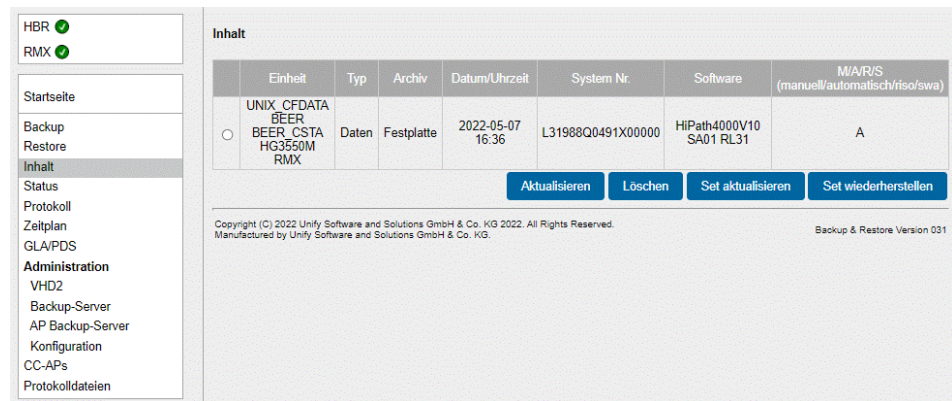 HBR
RMX
Startseite
Backup
Restore
Inhalt
Status
Protokoll
Zeitplan
GLA/PDS
Administration
VHD2
Backup-Server
AP Backup-Server
Konfiguration
CC-APs
Protokolldateien
Inhalt
Einheit Typ Archiv Datum/Uhrzeit System Nr. Software M/A/R/S
(manuell/automatisch/riso/swa)
UNIX_CFDATA
BEER
BEER_CSTA
HG3550M
RMX
Daten Festplatte 2022-05-07
16:36
L31988Q0491X00000 HiPath4000V10
SA01 RL31
A
Aktualisieren Löschen Set aktualisieren Set wiederherstellen
Copyright (C) 2022 Unify Software and Solutions GmbH & Co. KG 2022. All Rights Reserved.
Manufactured by Unify Software and Solutions GmbH & Co. KG.
Backup & Restore Version 031